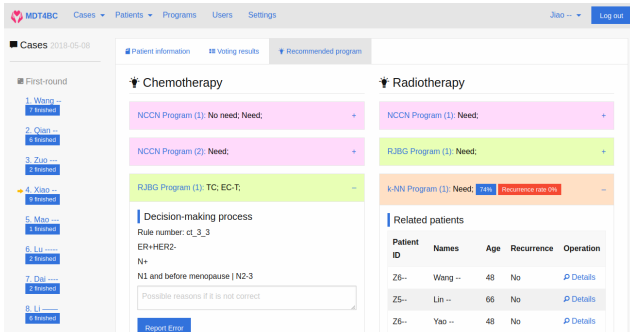 MDT4BC Cases Patients Programs Users Settings Jiao -- Log out
Cases 2018-05-08
First-round
1. Wang --
7 finished
2. Qian --
6 finished
3. Zuo ---
2 finished
4. Xiao --
9 finished
5. Mao ---
1 finished
6. Lu -----
2 finished
7. Dai ----
2 finished
8. Li -----
6 finished
Patient information Voting results Recommended program
Chemotherapy
NCCN Program (1): No need; Need; +
NCCN Program (2): Need; +
RJBG Program (1): TC; EC-T; –
Decision-making process
Rule number: ct_3_3
ER+HER2-
N+
N1 and before menopause | N2-3
Possible reasons if it is not correct
Report Error
Radiotherapy
NCCN Program (1): Need; +
RJBG Program (1): Need; +
k-NN Program (1): Need; 74% Recurrence rate 0% –
Related patients
Patient ID Names Age Recurrence Operation
Z6-- Wang -- 48 No Details
Z5-- Lin -- 66 No Details
Z6-- Yao -- 48 No Details